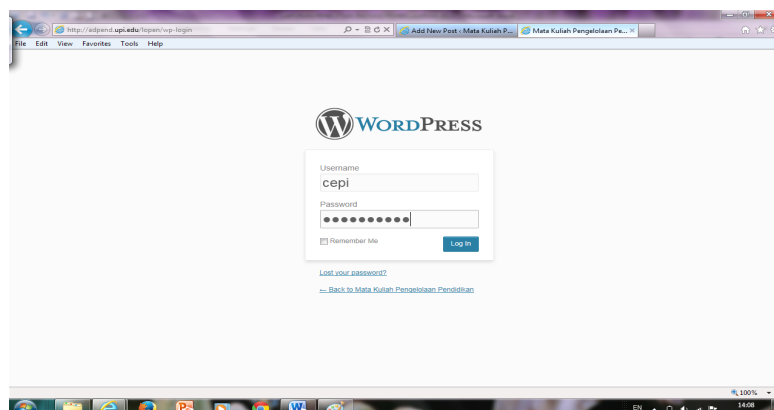 http://adpend.upi.edu/lopen/wp-login
Add New Post ‹ Mata Kuliah P...
Mata Kuliah Pengelolaan Pe...
File Edit View Favorites Tools Help
WORDPRESS
Username
cepi
Password
Remember Me
Log In
Lost your password?
← Back to Mata Kuliah Pengelolaan Pendidikan
100%
EN
14:08